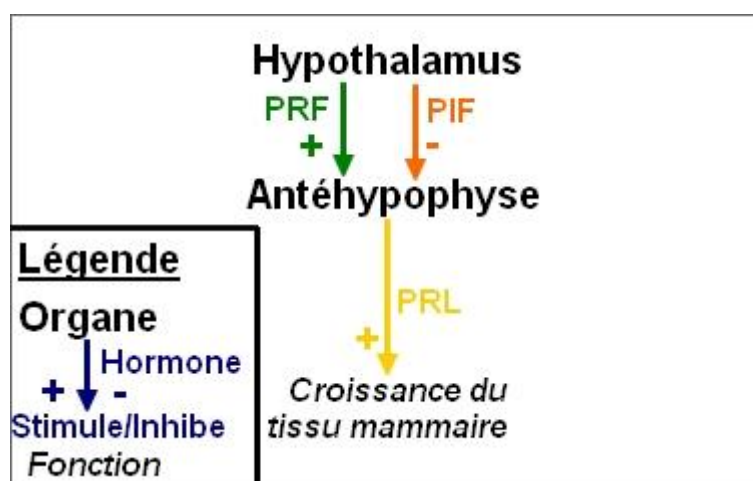 Hypothalamus
PRF PIF
+ -
Antéhypophyse
PRL
+
Croissance du
tissu mammaire
Légende
Organe
Hormone
+ -
Stimule/Inhibe
Fonction